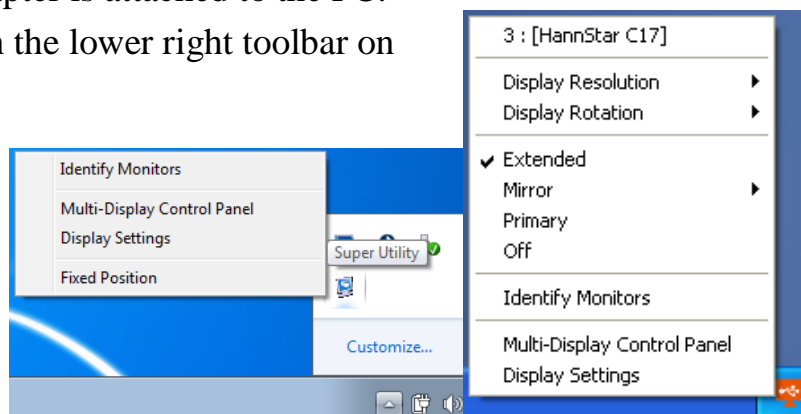 pter is attached to the PC.
the lower right toolbar on
Identify Monitors
Multi-Display Control Panel
Display Settings
Fixed Position
Super Utility
Customize...
3 : [HannStar C17]
Display Resolution
Display Rotation
Extended
Mirror
Primary
Off
Identify Monitors
Multi-Display Control Panel
Display Settings